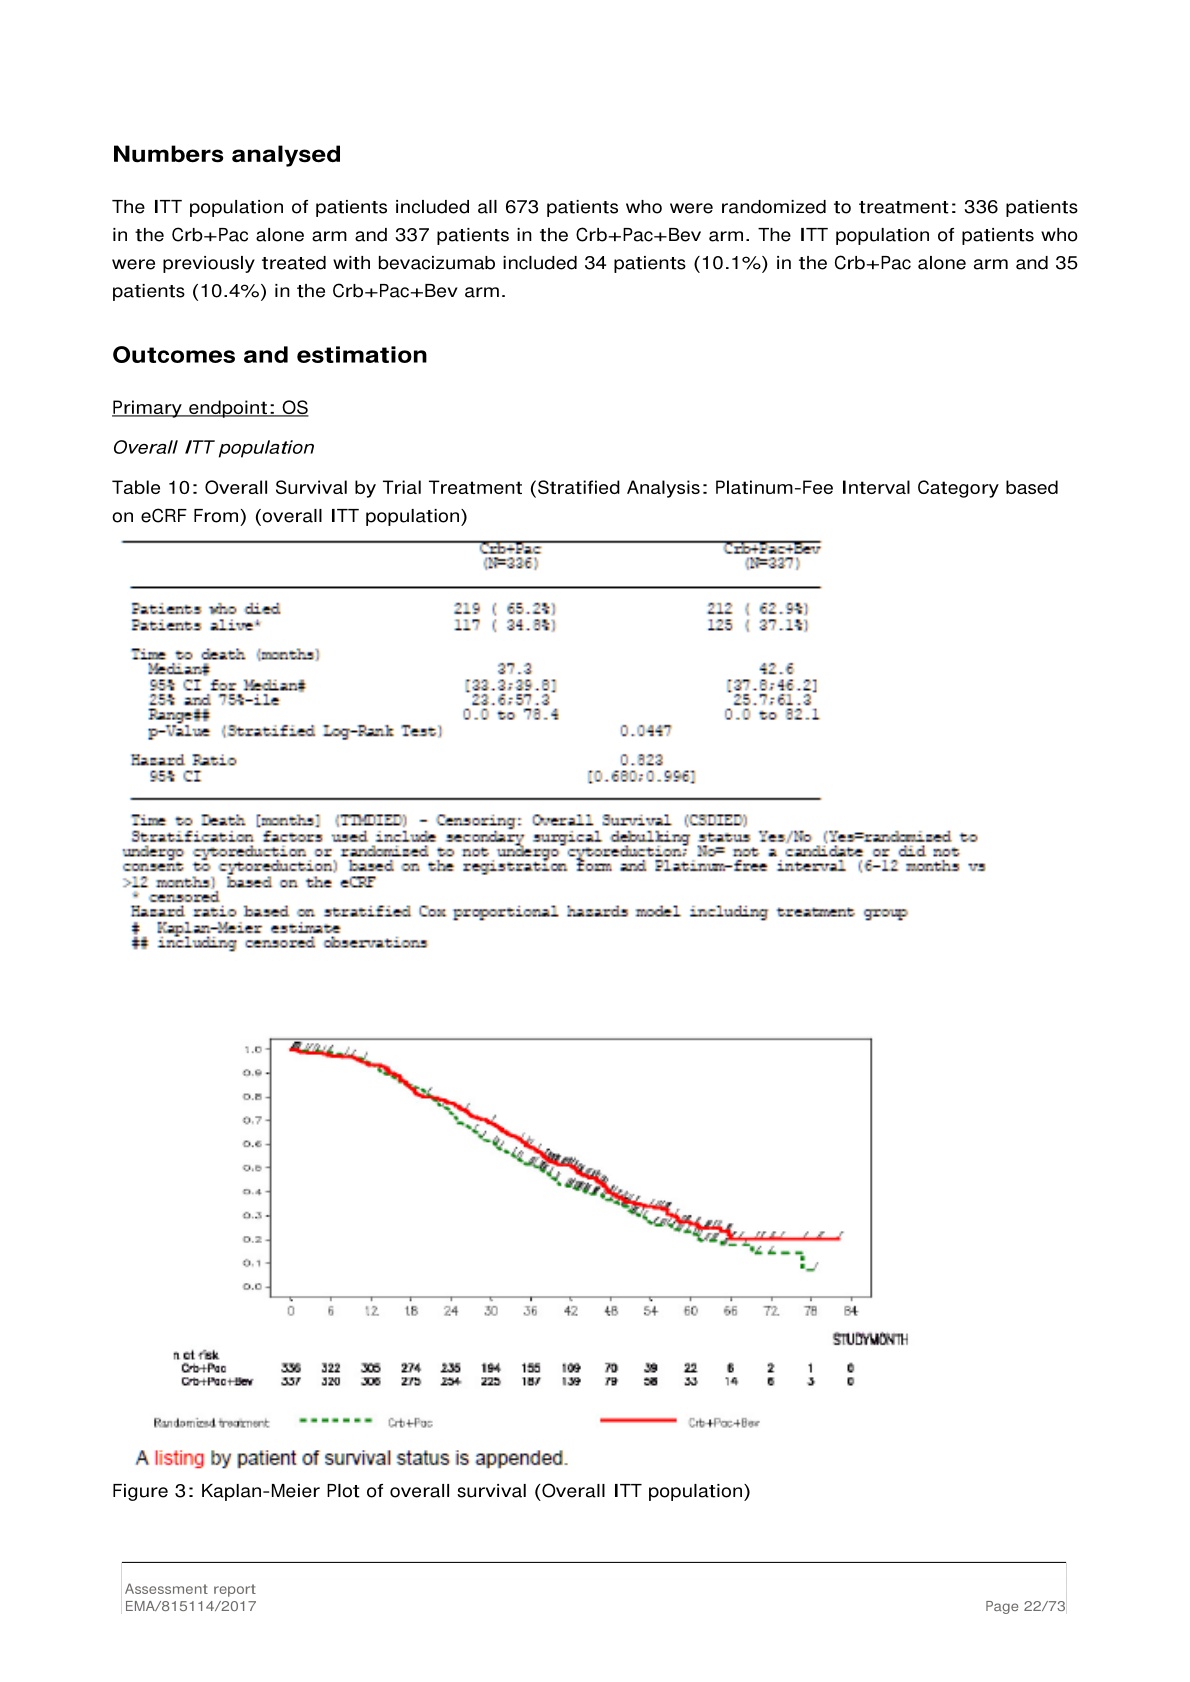 Numbers analysed
The ITT population of patients included all 673 patients who were randomized to treatment: 336 patients
in the Crb+Pac alone arm and 337 patients in the Crb+Pac+Bev arm. The ITT population of patients who
were previously treated with bevacizumab included 34 patients (10.1%) in the Crb+Pac alone arm and 35
patients (10.4%) in the Crb+Pac+Bev arm.
Outcomes and estimation
Primary endpoint: OS
Overall ITT population
Table 10: Overall Survival by Trial Treatment (Stratified Analysis: Platinum-Fee Interval Category based
on eCRF From) (overall ITT population)
Crb+Pac Crb+Pac+Bev
(N=336) (N=337)
Patients who died 219 ( 65.2%) 212 ( 62.9%)
Patients alive* 117 ( 34.8%) 125 ( 37.1%)
Time to death (months)
Median# 37.3 42.6
95% CI for Median# [33.3;39.8] [37.8;46.2]
25% and 75%-ile 23.6;57.3 25.7;61.3
Range## 0.0 to 78.4 0.0 to 82.1
p-Value (Stratified Log-Rank Test) 0.0447
Hazard Ratio 0.823
95% CI [0.680;0.996]
Time to Death [months] (TTMDIED) - Censoring: Overall Survival (CSDIED)
Stratification factors used include secondary surgical debulking status Yes/No (Yes=randomized to
undergo cytoreduction or randomized to not undergo cytoreduction; No= not a candidate or did not
consent to cytoreduction) based on the registration form and Platinum-free interval (6-12 months vs
>12 months) based on the eCRF
* censored
Hazard ratio based on stratified Cox proportional hazards model including treatment group
# Kaplan-Meier estimate
## including censored observations
1.0
0.9
0.8
0.7
0.6
0.5
0.4
0.3
0.2
0.1
0.0
0 6 12 18 24 30 36 42 48 54 60 66 72 78 84
STUDYMONTH
n at risk
Crb+Pac 336 322 305 274 235 194 155 109 70 39 22 6 2 1 0
Crb+Pac+Bev 337 320 306 275 254 225 187 139 79 58 33 14 6 3 0
Randomized treatment Crb+Pac Crb+Pac+Bev
A listing by patient of survival status is appended.
Figure 3: Kaplan-Meier Plot of overall survival (Overall ITT population)
Assessment report
EMA/815114/2017 Page 22/73